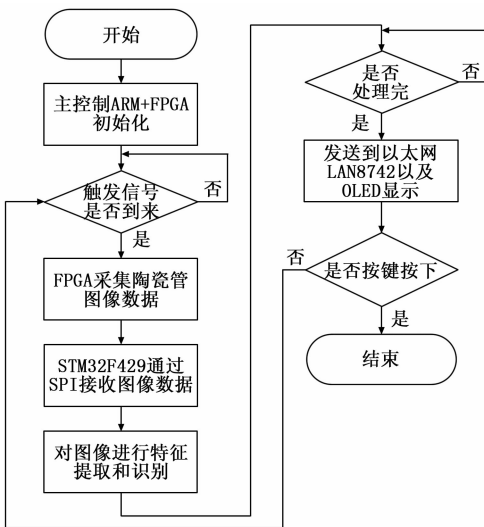 开始
主控制ARM+FPGA
初始化
触发信号
是否到来
否
是
FPGA采集陶瓷管
图像数据
STM32F429通过
SPI接收图像数据
对图像进行特征
提取和识别
是否
处理完
否
是
发送到以太网
LAN8742以及
OLED显示
否
是否按键按下
是
结束